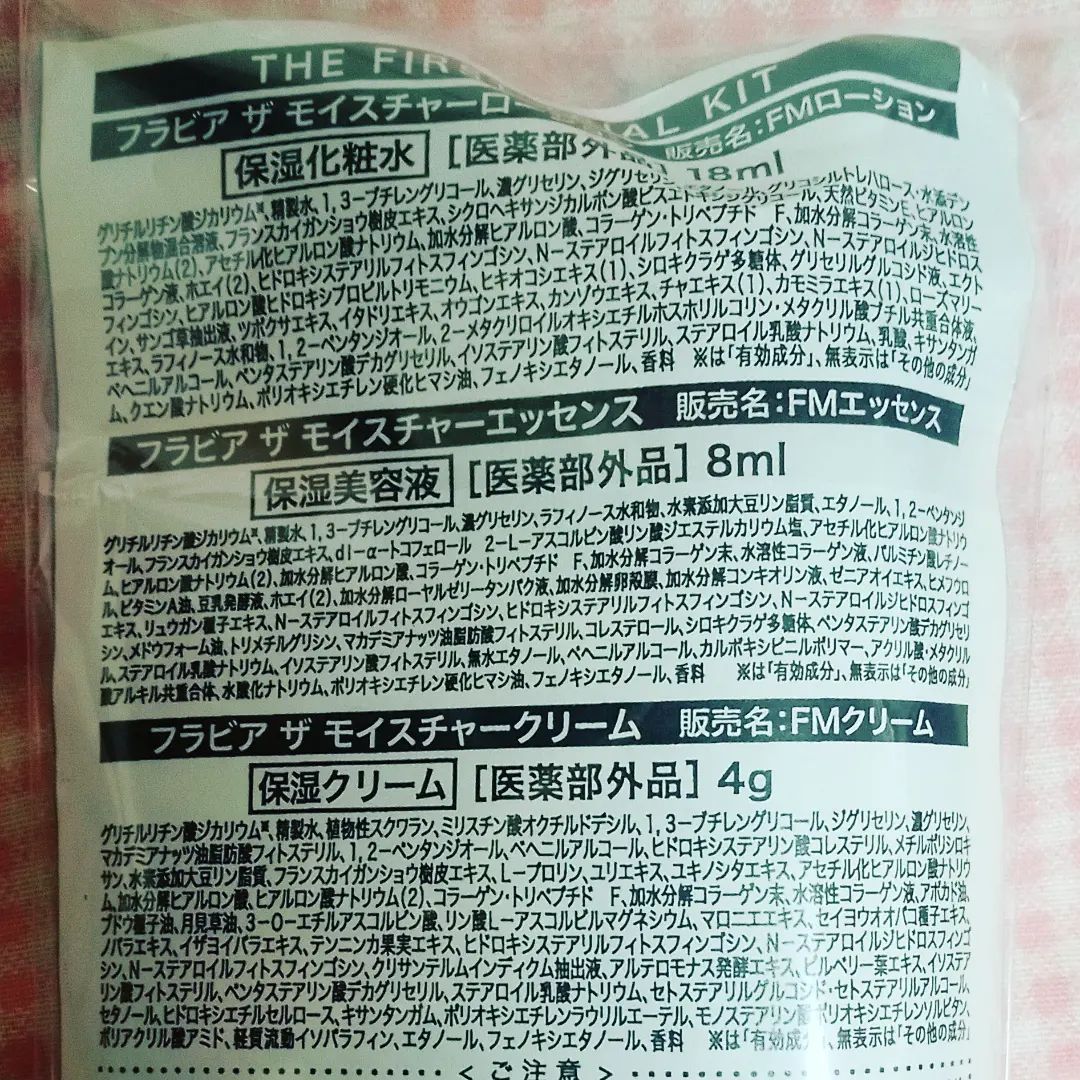 THE FIRS IAL KIT
フラビア ザ モイスチャーロー 販売名:FMローション
保湿化粧水 [医薬部外品] 18ml
グリチルリチン酸ジカリウム※、精製水、1,3-ブチレングリコール、濃グリセリン、ジグリセリン、 グリコシルトレハロース・水添デン
プン分解物混合溶液、フランスカイガンショウ樹皮エキス、シクロヘキサンジカルボン酸ビスエトキシジグリコール、天然ビタミンE、ヒアルロン
酸ナトリウム(2)、アセチル化ヒアルロン酸ナトリウム、加水分解ヒアルロン酸、コラーゲン・トリペプチド F、加水分解コラーゲン末、水溶性
コラーゲン液、ホエイ(2)、ヒドロキシステアリルフィトスフィンゴシン、N-ステアロイルフィトスフィンゴシン、N-ステアロイルジヒドロス
フィンゴシン、ヒアルロン酸ヒドロキシプロピルトリモニウム、ヒキオコシエキス(1)、シロキクラゲ多糖体、グリセリルグルコシド液、エクト
イン、サンゴ草抽出液、ツボクサエキス、イタドリエキス、オウゴンエキス、カンゾウエキス、チャエキス(1)、カモミラエキス(1)、ローズマリー
エキス、ラフィノース水和物、1,2-ペンタンジオール、2-メタクリロイルオキシエチルホスホリルコリン・メタクリル酸ブチル共重合体液、
ベヘニルアルコール、ペンタステアリン酸デカグリセリル、イソステアリン酸フィトステリル、ステアロイル乳酸ナトリウム、乳酸、キサンタンガ
ム、クエン酸ナトリウム、ポリオキシエチレン硬化ヒマシ油、フェノキシエタノール、香料 ※は「有効成分」、無表示は「その他の成分」
フラビア ザ モイスチャーエッセンス 販売名:FMエッセンス
保湿美容液 [医薬部外品] 8ml
グリチルリチン酸ジカリウム※、精製水、1,3-ブチレングリコール、濃グリセリン、ラフィノース水和物、水素添加大豆リン脂質、エタノール、1,2-ペンタンジ
オール、フランスカイガンショウ樹皮エキス、dl-α-トコフェロール 2-L-アスコルビン酸リン酸ジエステルカリウム塩、アセチル化ヒアルロン酸ナトリウ
ム、ヒアルロン酸ナトリウム(2)、加水分解ヒアルロン酸、コラーゲン・トリペプチド F、加水分解コラーゲン末、水溶性コラーゲン液、パルミチン酸レチノー
ル、ビタミンA油、豆乳発酵液、ホエイ(2)、加水分解ローヤルゼリータンパク液、加水分解卵殻膜、加水分解コンキオリン液、ゼニアオイエキス、ヒメフウロ
エキス、リュウガン種子エキス、N-ステアロイルフィトスフィンゴシン、ヒドロキシステアリルフィトスフィンゴシン、N-ステアロイルジヒドロスフィンゴ
シン、メドウフォーム油、トリメチルグリシン、マカデミアナッツ油脂肪酸フィトステリル、コレステロール、シロキクラゲ多糖体、ペンタステアリン酸デカグリセリ
ル、ステアロイル乳酸ナトリウム、イソステアリン酸フィトステリル、無水エタノール、ベヘニルアルコール、カルボキシビニルポリマー、アクリル酸・メタクリル
酸アルキル共重合体、水酸化ナトリウム、ポリオキシエチレン硬化ヒマシ油、フェノキシエタノール、香料 ※は「有効成分」、無表示は「その他の成分」
フラビア ザ モイスチャークリーム 販売名:FMクリーム
保湿クリーム [医薬部外品] 4g
グリチルリチン酸ジカリウム※、精製水、植物性スクワラン、ミリスチン酸オクチルドデシル、1,3-ブチレングリコール、ジグリセリン、濃グリセリン、
マカデミアナッツ油脂肪酸フィトステリル、1,2-ペンタンジオール、ベヘニルアルコール、ヒドロキシステアリン酸コレステリル、メチルポリシロキ
サン、水素添加大豆リン脂質、フランスカイガンショウ樹皮エキス、L-プロリン、ユリエキス、ユキノシタエキス、アセチル化ヒアルロン酸ナトリウ
ム、加水分解ヒアルロン酸、ヒアルロン酸ナトリウム(2)、コラーゲン・トリペプチド F、加水分解コラーゲン末、水溶性コラーゲン液、アボカド油、
ブドウ種子油、月見草油、3-O-エチルアスコルビン酸、リン酸L-アスコルビルマグネシウム、マロニエエキス、セイヨウオオバコ種子エキス、
ノバラエキス、イザヨイバラエキス、テンニンカ果実エキス、ヒドロキシステアリルフィトスフィンゴシン、N-ステアロイルジヒドロスフィンゴ
シン、N-ステアロイルフィトスフィンゴシン、クリサンテルムインディクム抽出液、アルテロモナス発酵エキス、ビルベリー葉エキス、イソステア
リン酸フィトステリル、ペンタステアリン酸デカグリセリル、ステアロイル乳酸ナトリウム、セトステアリルグルコシド・セトステアリルアルコール、
セタノール、ヒドロキシエチルセルロース、キサンタンガム、ポリオキシエチレンラウリルエーテル、モノステアリン酸ポリオキシエチレンソルビタン、
ポリアクリル酸アミド、軽質流動イソパラフィン、エタノール、フェノキシエタノール、香料 ※は「有効成分」、無表示は「その他の成分」
<ご注意>